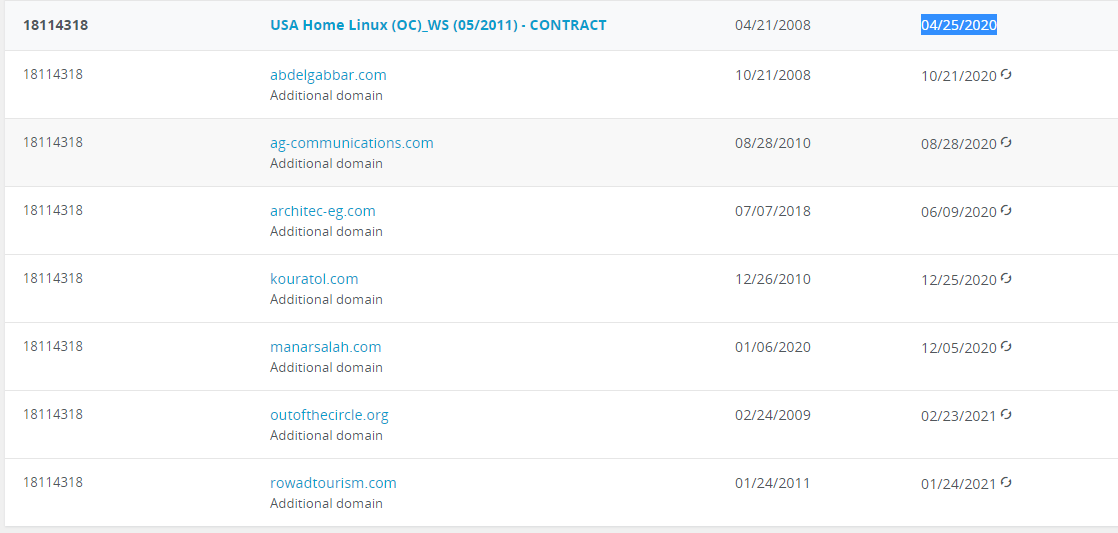 18114318 USA Home Linux (OC)_WS (05/2011) - CONTRACT 04/21/2008 04/25/2020
18114318 abdelgabbar.com 10/21/2008 10/21/2020
Additional domain
18114318 ag-communications.com 08/28/2010 08/28/2020
Additional domain
18114318 architec-eg.com 07/07/2018 06/09/2020
Additional domain
18114318 kouratol.com 12/26/2010 12/25/2020
Additional domain
18114318 manarsalah.com 01/06/2020 12/05/2020
Additional domain
18114318 outofthecircle.org 02/24/2009 02/23/2021
Additional domain
18114318 rowadtourism.com 01/24/2011 01/24/2021
Additional domain